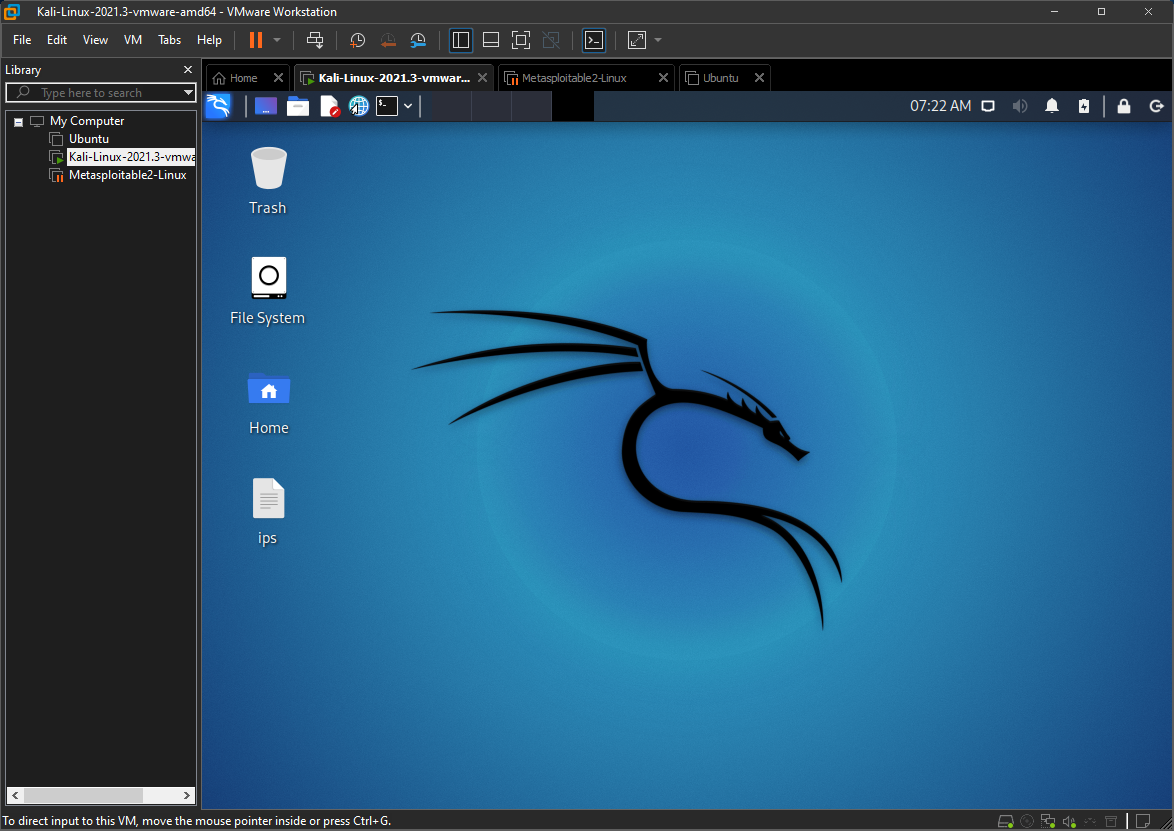 Kali-Linux-2021.3-vmware-amd64 - VMware Workstation
File Edit View VM Tabs Help
Library
Type here to search
My Computer
Ubuntu
Kali-Linux-2021.3-vmwa
Metasploitable2-Linux
Home
Kali-Linux-2021.3-vmwar...
Metasploitable2-Linux
Ubuntu
07:22 AM
Trash
File System
Home
ips
To direct input to this VM, move the mouse pointer inside or press Ctrl+G.